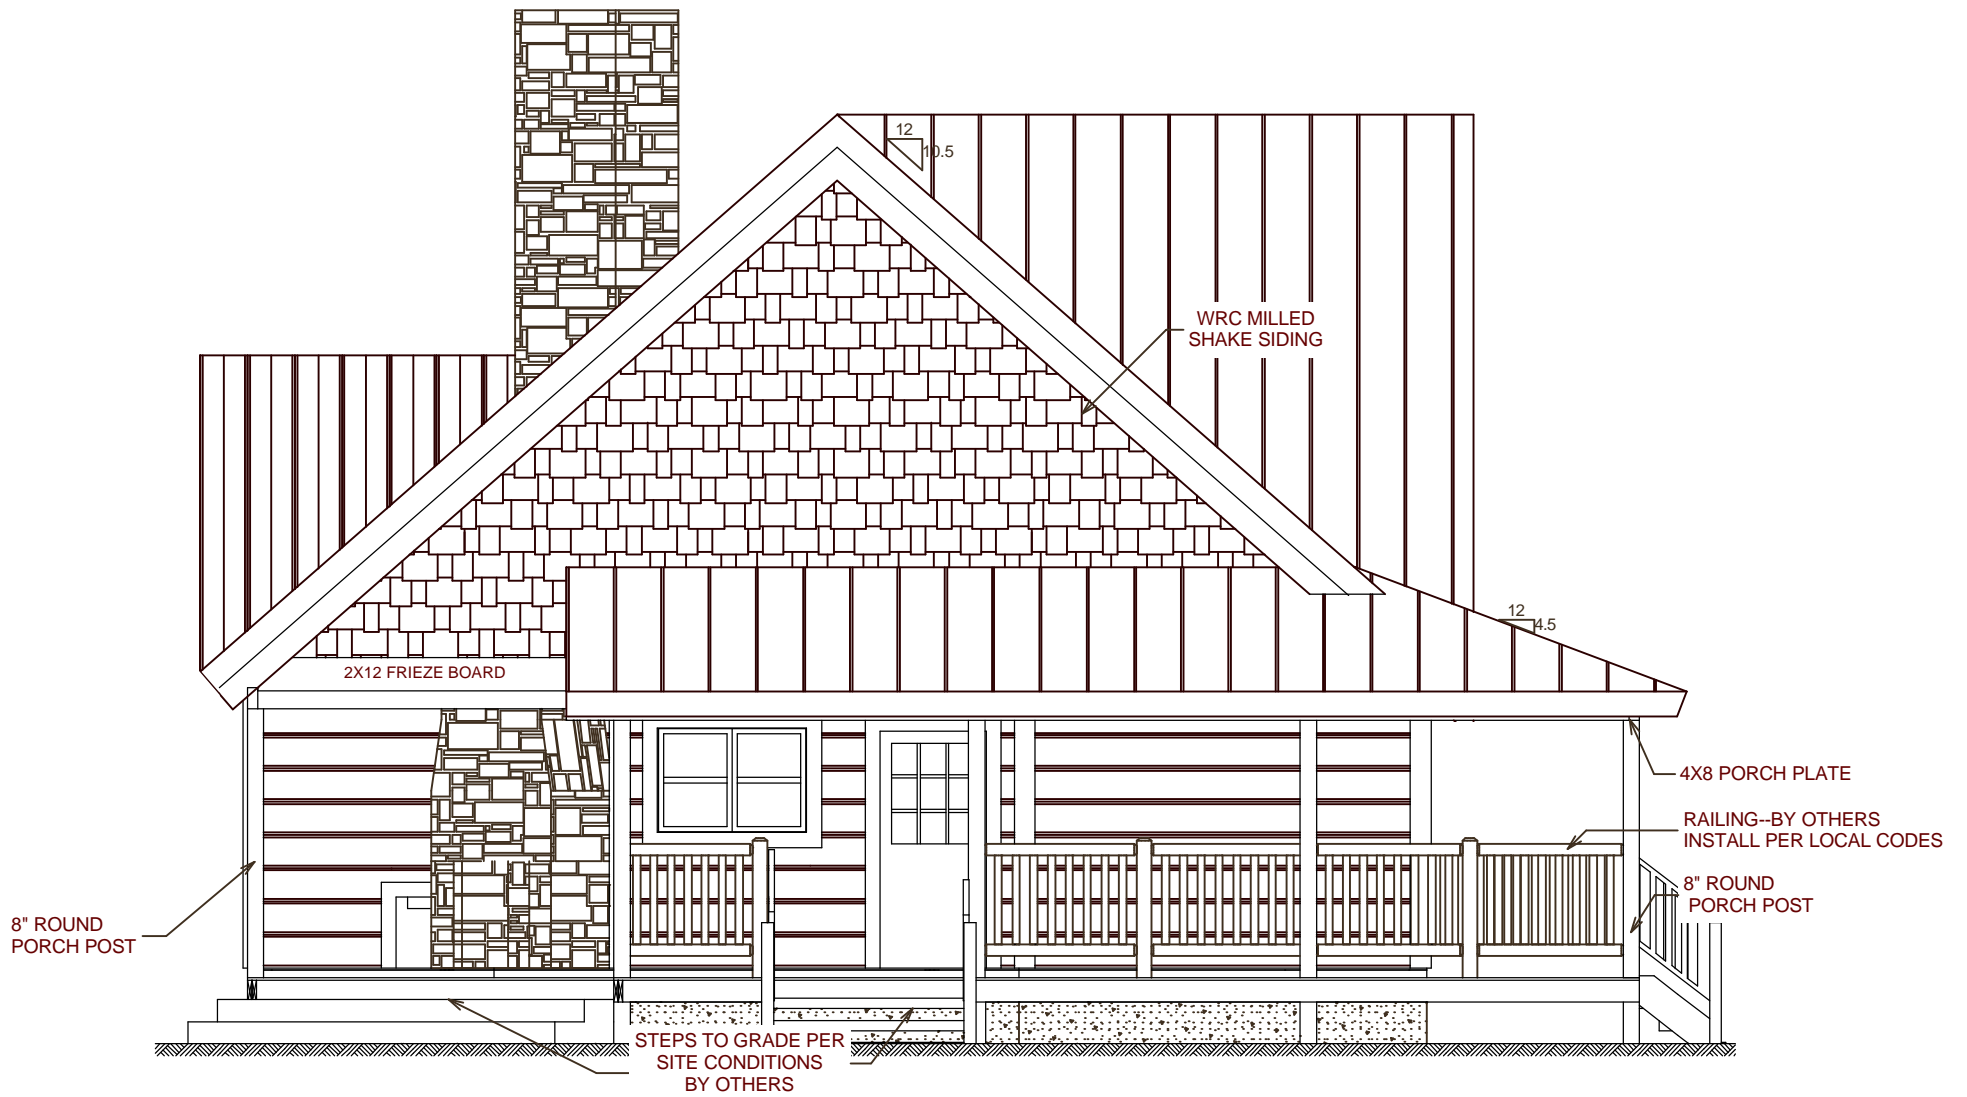 12
10.5
WRC MILLED
SHAKE SIDING
12
4.5
2X12 FRIEZE BOARD
4X8 PORCH PLATE
RAILING--BY OTHERS
INSTALL PER LOCAL CODES
8" ROUND
PORCH POST
8" ROUND
PORCH POST
STEPS TO GRADE PER
SITE CONDITIONS
BY OTHERS